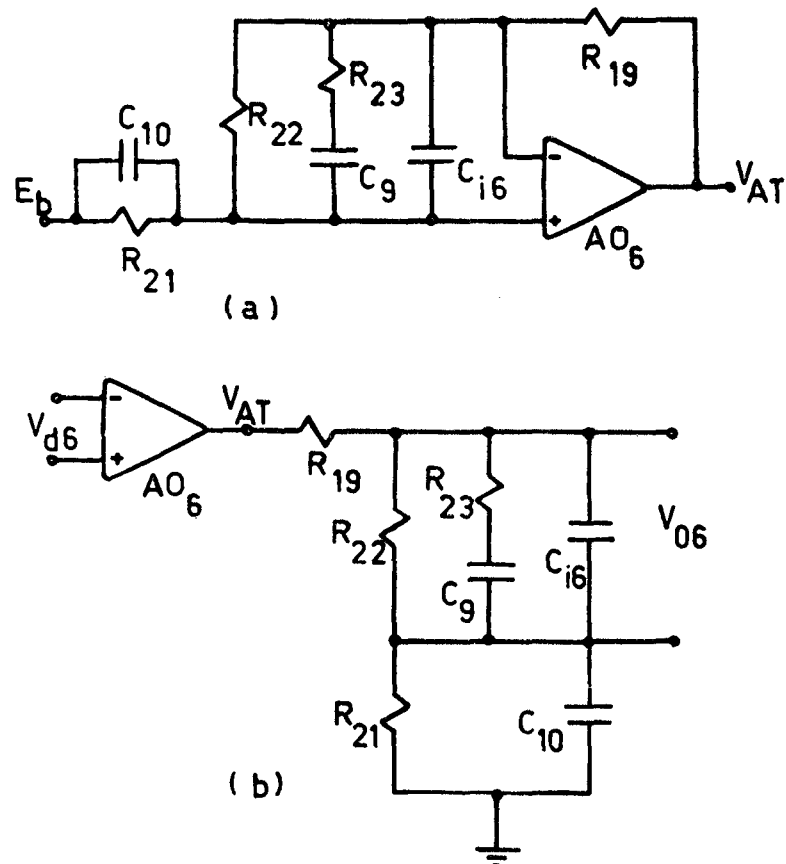 R19
R23
C10
R22
C9
Ci6
-
+
Eb
VAT
AO6
R21
(a)
-
+
Vd6
AO6
VAT
R19
R23
R22
V06
Ci6
C9
R21
C10
(b)